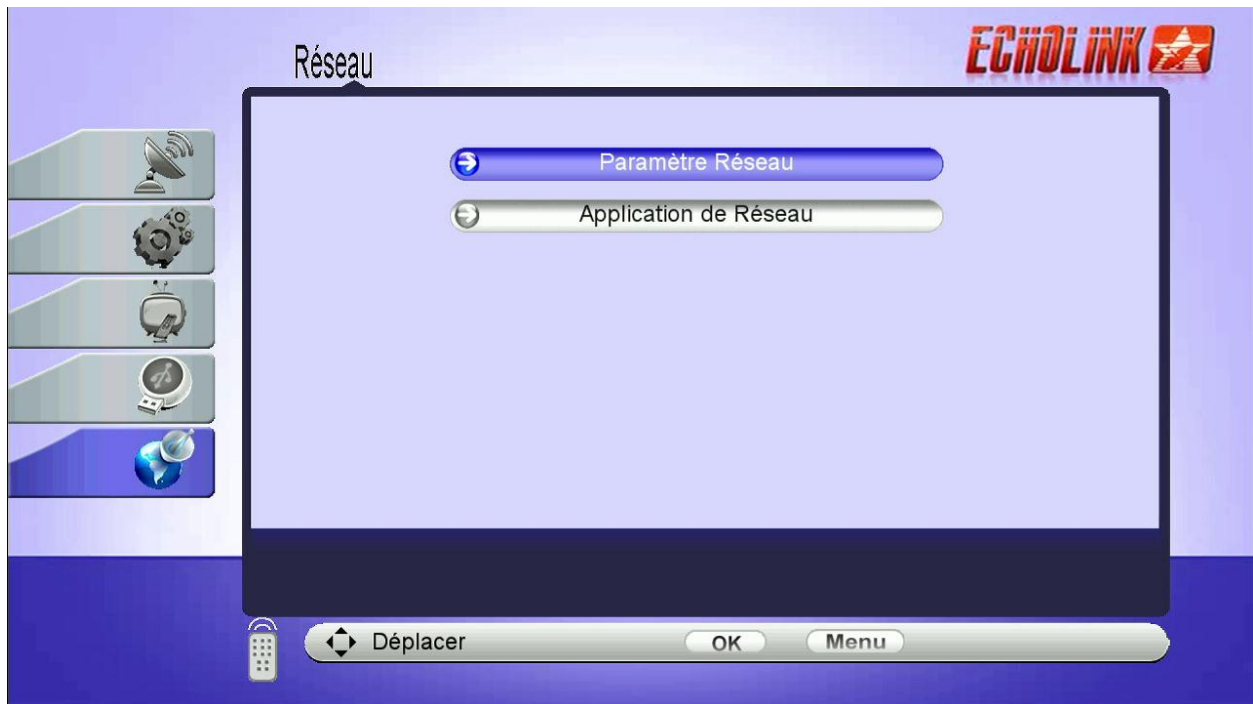 Réseau
ECHOLINK
Paramètre Réseau
Application de Réseau
Déplacer
OK
Menu